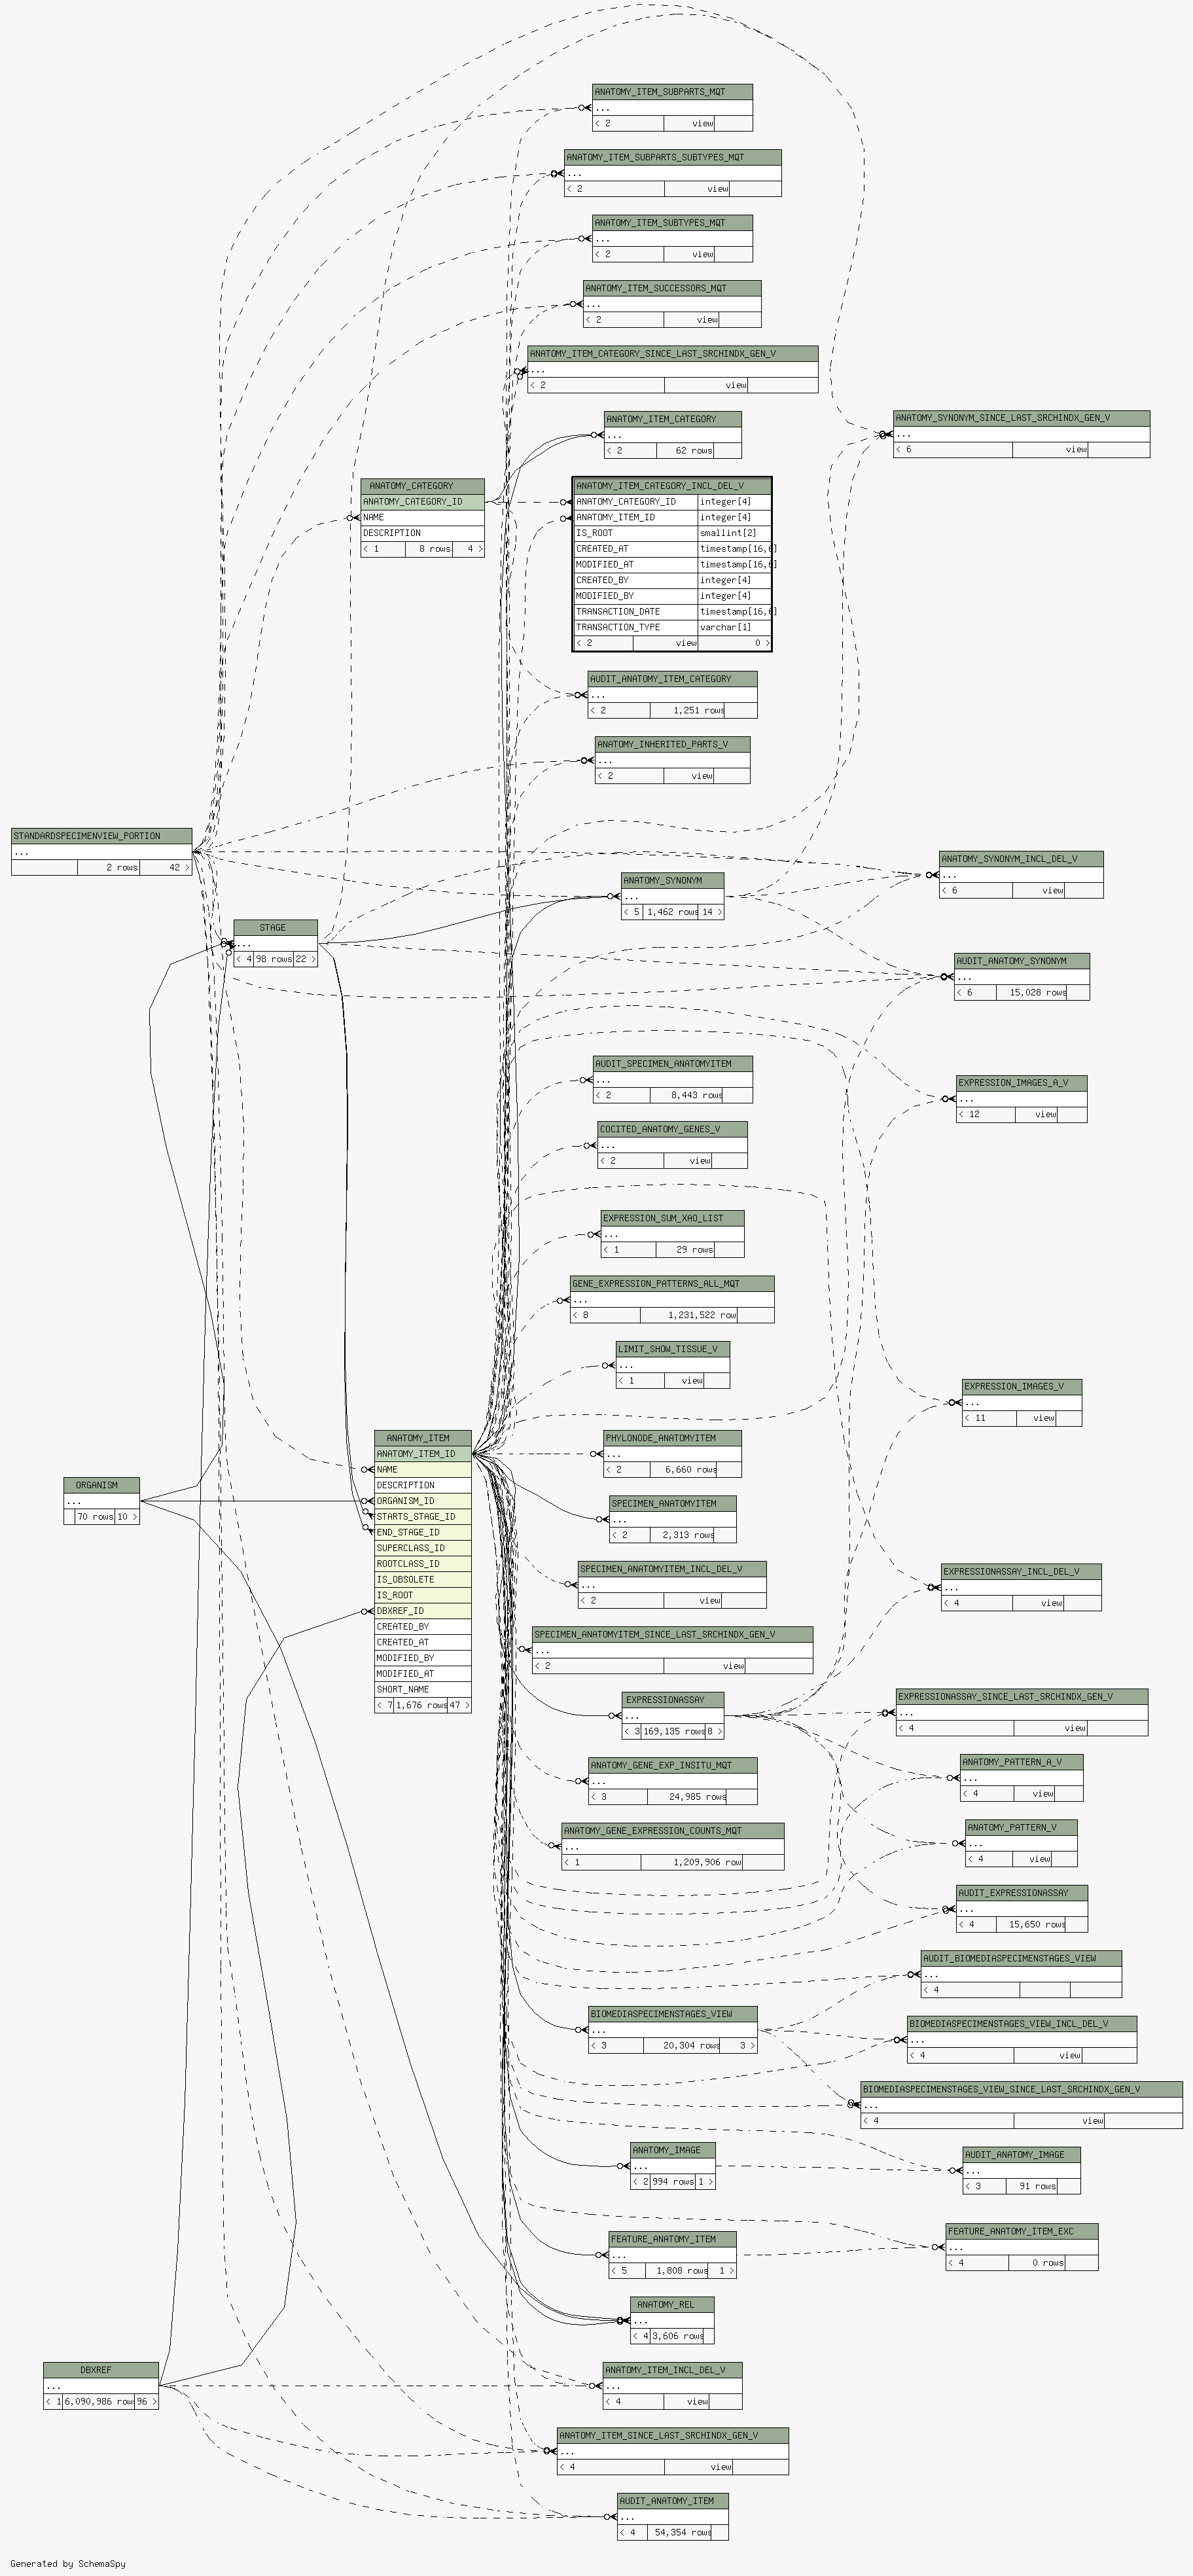 ANATOMY_ITEM_SUBPARTS_MQT
...
< 2 view
ANATOMY_ITEM_SUBPARTS_SUBTYPES_MQT
...
< 2 view
ANATOMY_ITEM_SUBTYPES_MQT
...
< 2 view
ANATOMY_ITEM_SUCCESSORS_MQT
...
< 2 view
ANATOMY_ITEM_CATEGORY_SINCE_LAST_SRCHINDX_GEN_V
...
< 2 view
ANATOMY_ITEM_CATEGORY
...
< 2 62 rows
ANATOMY_SYNONYM_SINCE_LAST_SRCHINDX_GEN_V
...
< 6 view
ANATOMY_CATEGORY
ANATOMY_CATEGORY_ID
NAME
DESCRIPTION
< 1 8 rows 4 >
ANATOMY_ITEM_CATEGORY_INCL_DEL_V
ANATOMY_CATEGORY_ID integer[4]
ANATOMY_ITEM_ID integer[4]
IS_ROOT smallint[2]
CREATED_AT timestamp[16,6]
MODIFIED_AT timestamp[16,6]
CREATED_BY integer[4]
MODIFIED_BY integer[4]
TRANSACTION_DATE timestamp[16,6]
TRANSACTION_TYPE varchar[1]
< 2 view 0 >
AUDIT_ANATOMY_ITEM_CATEGORY
...
< 2 1,251 rows
ANATOMY_INHERITED_PARTS_V
...
< 2 view
STANDARDSPECIMENVIEW_PORTION
...
2 rows 42 >
ANATOMY_SYNONYM_INCL_DEL_V
...
< 6 view
ANATOMY_SYNONYM
...
< 5 1,462 rows 14 >
STAGE
...
< 4 98 rows 22 >
AUDIT_ANATOMY_SYNONYM
...
< 6 15,028 rows
AUDIT_SPECIMEN_ANATOMYITEM
...
< 2 8,443 rows
EXPRESSION_IMAGES_A_V
...
< 12 view
COCITED_ANATOMY_GENES_V
...
< 2 view
EXPRESSION_SUM_XAO_LIST
...
< 1 29 rows
GENE_EXPRESSION_PATTERNS_ALL_MQT
...
< 8 1,231,522 row
LIMIT_SHOW_TISSUE_V
...
< 1 view
EXPRESSION_IMAGES_V
...
< 11 view
ANATOMY_ITEM
ANATOMY_ITEM_ID
NAME
DESCRIPTION
ORGANISM_ID
STARTS_STAGE_ID
END_STAGE_ID
SUPERCLASS_ID
ROOTCLASS_ID
IS_OBSOLETE
IS_ROOT
DBXREF_ID
CREATED_BY
CREATED_AT
MODIFIED_BY
MODIFIED_AT
SHORT_NAME
< 7 1,676 rows 47 >
PHYLONODE_ANATOMYITEM
...
< 2 6,660 rows
ORGANISM
...
70 rows 10 >
SPECIMEN_ANATOMYITEM
...
< 2 2,313 rows
SPECIMEN_ANATOMYITEM_INCL_DEL_V
...
< 2 view
EXPRESSIONASSAY_INCL_DEL_V
...
< 4 view
SPECIMEN_ANATOMYITEM_SINCE_LAST_SRCHINDX_GEN_V
...
< 2 view
EXPRESSIONASSAY
...
< 3 169,135 rows 8 >
EXPRESSIONASSAY_SINCE_LAST_SRCHINDX_GEN_V
...
< 4 view
ANATOMY_GENE_EXP_INSITU_MQT
...
< 3 24,985 rows
ANATOMY_PATTERN_A_V
...
< 4 view
ANATOMY_GENE_EXPRESSION_COUNTS_MQT
...
< 1 1,209,906 row
ANATOMY_PATTERN_V
...
< 4 view
AUDIT_EXPRESSIONASSAY
...
< 4 15,650 rows
AUDIT_BIOMEDIASPECIMENSTAGES_VIEW
...
< 4
BIOMEDIASPECIMENSTAGES_VIEW
...
< 3 20,304 rows 3 >
BIOMEDIASPECIMENSTAGES_VIEW_INCL_DEL_V
...
< 4 view
BIOMEDIASPECIMENSTAGES_VIEW_SINCE_LAST_SRCHINDX_GEN_V
...
< 4 view
ANATOMY_IMAGE
...
< 2 994 rows 1 >
AUDIT_ANATOMY_IMAGE
...
< 3 91 rows
FEATURE_ANATOMY_ITEM
...
< 5 1,808 rows 1 >
FEATURE_ANATOMY_ITEM_EXC
...
< 4 0 rows
ANATOMY_REL
...
< 4 3,606 rows
DBXREF
...
< 1 6,090,986 row 96 >
ANATOMY_ITEM_INCL_DEL_V
...
< 4 view
ANATOMY_ITEM_SINCE_LAST_SRCHINDX_GEN_V
...
< 4 view
AUDIT_ANATOMY_ITEM
...
< 4 54,354 rows
Generated by SchemaSpy